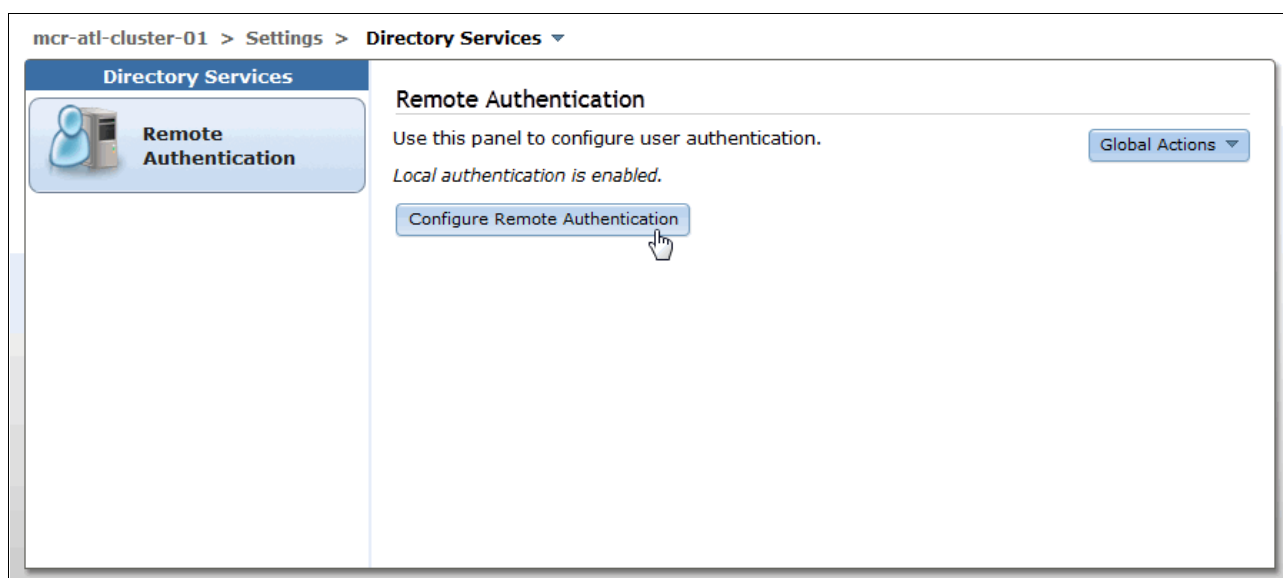 mcr-atl-cluster-01 > Settings > Directory Services
Directory Services
Remote
Authentication
Remote Authentication
Use this panel to configure user authentication.
Global Actions
Local authentication is enabled.
Configure Remote Authentication